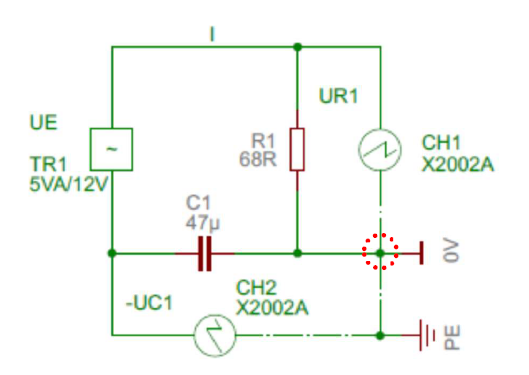 I
UR1
UE
~
TR1
5VA/12V
R1
68R
CH1
X2002A
C1
47µ
0V
-UC1
CH2
X2002A
PE